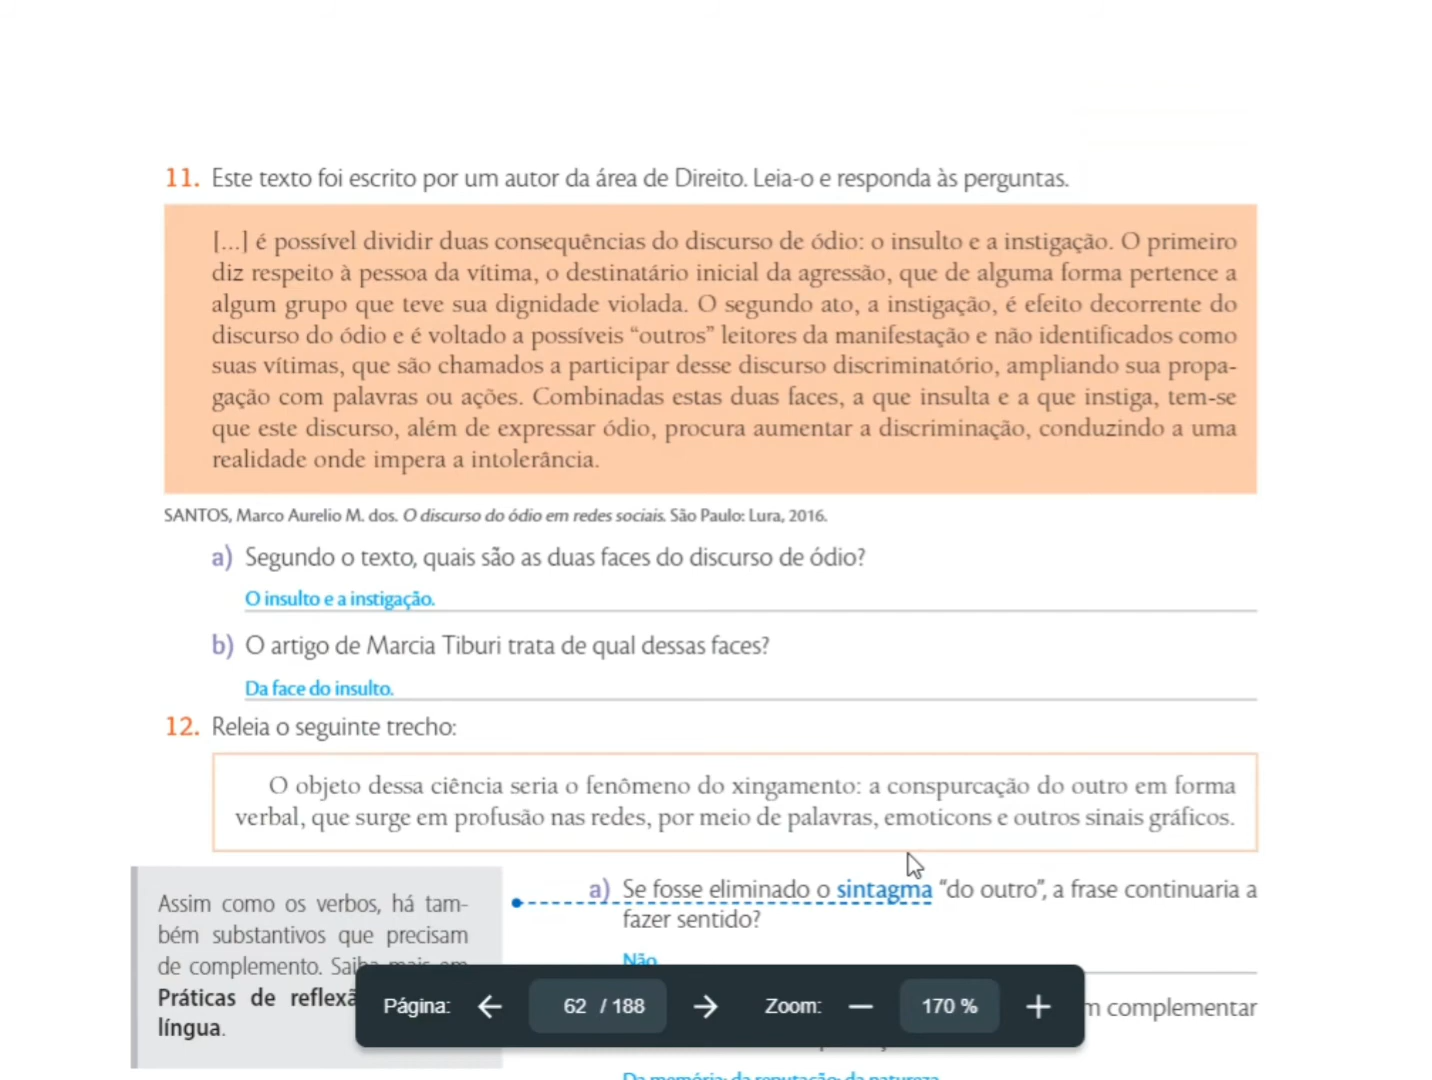 11. Este texto foi escrito por um autor da área de Direito. Leia-o e responda às perguntas.
[...] é possível dividir duas consequências do discurso de ódio: o insulto e a instigação. O primeiro
diz respeito à pessoa da vítima, o destinatário inicial da agressão, que de alguma forma pertence a
algum grupo que teve sua dignidade violada. O segundo ato, a instigação, é efeito decorrente do
discurso do ódio e é voltado a possíveis “outros” leitores da manifestação e não identificados como
suas vítimas, que são chamados a participar desse discurso discriminatório, ampliando sua propa-
gação com palavras ou ações. Combinadas estas duas faces, a que insulta e a que instiga, tem-se
que este discurso, além de expressar ódio, procura aumentar a discriminação, conduzindo a uma
realidade onde impera a intolerância.
SANTOS, Marco Aurelio M. dos. O discurso do ódio em redes sociais. São Paulo: Lura, 2016.
a) Segundo o texto, quais são as duas faces do discurso de ódio?
O insulto e a instigação.
b) O artigo de Marcia Tiburi trata de qual dessas faces?
Da face do insulto.
12. Releia o seguinte trecho:
O objeto dessa ciência seria o fenômeno do xingamento: a conspurcação do outro em forma
verbal, que surge em profusão nas redes, por meio de palavras, emoticons e outros sinais gráficos.
Assim como os verbos, há tam-
bém substantivos que precisam
de complemento. Saiba mais em
Práticas de reflexã
língua.
a) Se fosse eliminado o sintagma “do outro”, a frase continuaria a
fazer sentido?
Não
m complementar
Da memória; da reputação; da natureza
Página: 62 / 188 Zoom: 170 %